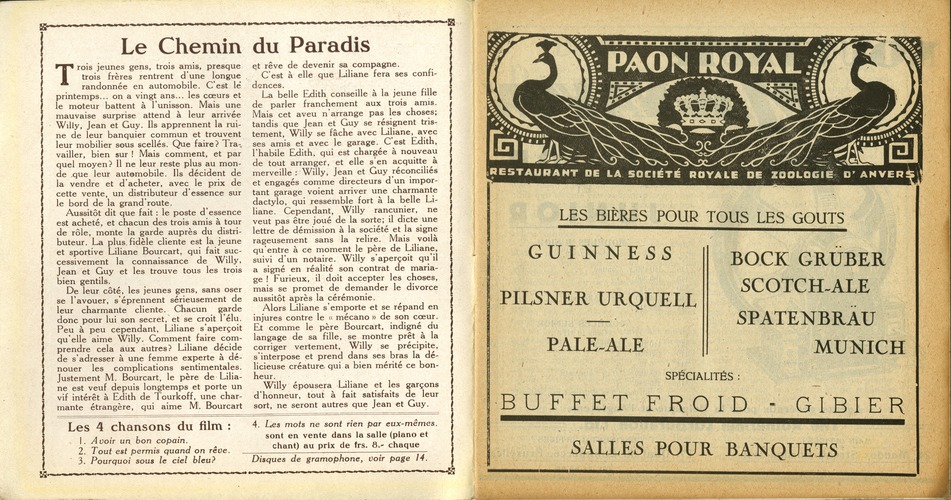 Le Chemin du Paradis
Trois jeunes gens, trois amis, presque
trois frères rentrent d'une longue
randonnée en automobile. C'est le
printemps... on a vingt ans... les cœurs et
le moteur battent à l'unisson. Mais une
mauvaise surprise attend à leur arrivée
Willy, Jean et Guy. Ils apprennent la rui-
ne de leur banquier commun et trouvent
leur mobilier sous scellés. Que faire? Tra-
vailler, bien sur! Mais comment, et par
quel moyen? Il ne leur reste plus au mon-
de que leur automobile. Ils décident de
la vendre et d'acheter, avec le prix de
cette vente, un distributeur d'essence sur
le bord de la grand'route.
Aussitôt dit que fait : le poste d'essence
est acheté, et chacun des trois amis à tour
de rôle, monte la garde auprès du distri-
buteur. La plus fidèle cliente est la jeune
et sportive Liliane Bourcart, qui fait suc-
cessivement la connaissance de Willy,
Jean et Guy et les trouve tous les trois
bien gentils.
De leur côté, les jeunes gens, sans oser
se l'avouer, s'éprennent sérieusement de
leur charmante cliente. Chacun garde
donc pour lui son secret, et se croit l'élu.
Peu à peu cependant, Liliane s'aperçoit
qu'elle aime Willy. Comment faire com-
prendre cela aux autres? Liliane décide
de s'adresser à une femme experte à dé-
nouer les complications sentimentales.
Justement M. Bourcart, le père de Lilia-
ne est veuf depuis longtemps et porte un
vif intérêt à Edith de Tourkoff, une char-
mante étrangère, qui aime M. Bourcart
et rêve de devenir sa compagne.
C'est à elle que Liliane fera ses confi-
dences.
La belle Edith conseille à la jeune fille
de parler franchement aux trois amis.
Mais cet aveu n'arrange pas les choses;
tandis que Jean et Guy se résignent tris-
tement, Willy se fâche avec Liliane, avec
ses amis et avec le garage. C'est Edith,
l'habile Edith, qui est chargée à nouveau
de tout arranger, et elle s'en acquitte à
merveille : Willy, Jean et Guy réconciliés
et engagés comme directeurs d'un impor-
tant garage voient arriver une charmante
dactylo, qui ressemble fort à la belle Li-
liane. Cependant, Willy rancunier, ne
veut pas être joué de la sorte; il dicte une
lettre de démission à la société et la signe
rageusement sans la relire. Mais voilà
qu'entre à ce moment le père de Liliane,
suivi d'un notaire. Willy s'aperçoit qu'il
a signé en réalité son contrat de maria-
ge! Furieux, il doit accepter les choses,
mais se promet de demander le divorce
aussitôt après la cérémonie.
Alors Liliane s'emporte et se répand en
injures contre le « mécano » de son cœur.
Et comme le père Bourcart, indigné du
langage de sa fille, se montre prêt à la
corriger vertement, Willy se précipite,
s'interpose et prend dans ses bras la dé-
licieuse créature qui a bien mérité ce bon-
heur.
Willy épousera Liliane et les garçons
d'honneur, tout à fait satisfaits de leur
sort, ne seront autres que Jean et Guy.
Les 4 chansons du film :
1. Avoir un bon copain.
2. Tout est permis quand on rêve.
3. Pourquoi sous le ciel bleu?
4. Les mots ne sont rien par eux-mêmes.
sont en vente dans la salle (piano et
chant) au prix de frs. 8.- chaque
Disques de gramophone, voir page 14.
PAON ROYAL
RESTAURANT DE LA SOCIÉTÉ ROYALE DE ZOOLOGIE D'ANVERS
LES BIÈRES POUR TOUS LES GOUTS
GUINNESS
PILSNER URQUELL
PALE-ALE
BOCK GRUBER
SCOTCH-ALE
SPATENBRÄU
MUNICH
SPÉCIALITÉS :
BUFFET FROID - GIBIER
SALLES POUR BANQUETS